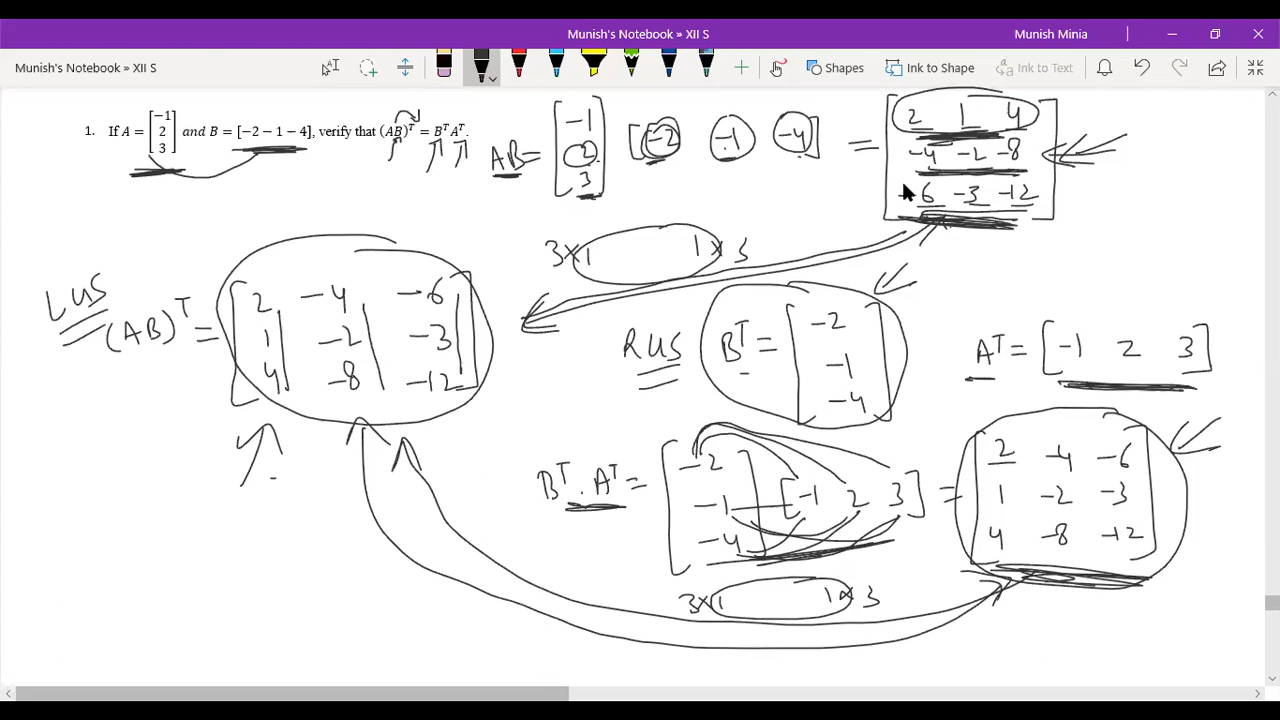 Munish's Notebook » XII S
Munish Minia
Munish's Notebook » XII S
Shapes
Ink to Shape
Ink to Text
1. If A = [−1 2 3] and B = [−2 − 1 − 4], verify that (AB)ᵀ = BᵀAᵀ.
AB = [−1 2 3] [−2 −1 −4] = [2 1 4
−4 −2 −8
−6 −3 −12]
3×1 1×3
LHS
(AB)ᵀ = [2 −4 −6
1 −2 −3
4 −8 −12]
RHS Bᵀ = [−2 −1 −4] Aᵀ = [−1 2 3]
Bᵀ.Aᵀ = [−2 −1 −4] [−1 2 3] = [2 −4 −6
1 −2 −3
4 −8 −12]
3×1 1×3